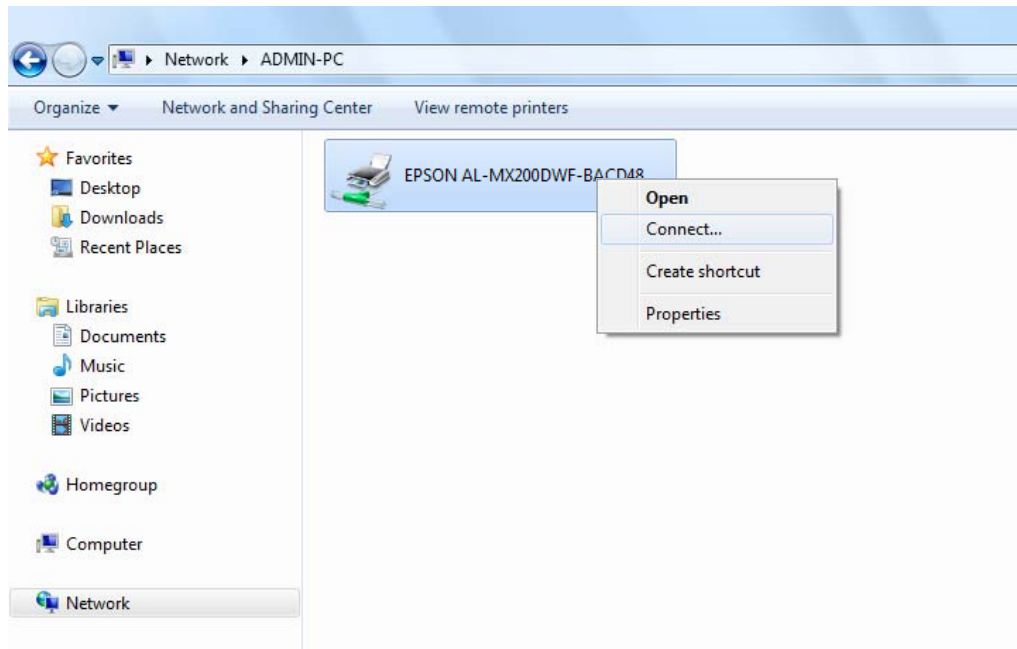 Network ADMIN-PC
Organize Network and Sharing Center View remote printers
Favorites
Desktop
Downloads
Recent Places
Libraries
Documents
Music
Pictures
Videos
Homegroup
Computer
Network
EPSON AL-MX200DWF-BACD48
Open
Connect...
Create shortcut
Properties